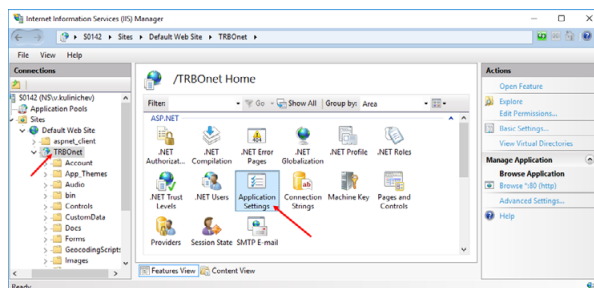 Internet Information Services (IIS) Manager
S0142 ▸ Sites ▸ Default Web Site ▸ TRBOnet ▸
File View Help
Connections
S0142 (NS\v.kulinichev)
Application Pools
Sites
Default Web Site
aspnet_client
TRBOnet
Account
App_Themes
Audio
bin
Controls
CustomData
Docs
Forms
GeocodingScripts
Images
/TRBOnet Home
Filter: Go Show All Group by: Area
ASP.NET
.NET Authorizat... .NET Compilation .NET Error Pages .NET Globalization .NET Profile .NET Roles
.NET Trust Levels .NET Users Application Settings Connection Strings Machine Key Pages and Controls
Providers Session State SMTP E-mail
Features View Content View
Actions
Open Feature
Explore
Edit Permissions...
Basic Settings...
View Virtual Directories
Manage Application
Browse Application
Browse *:80 (http)
Advanced Settings...
Help
Ready